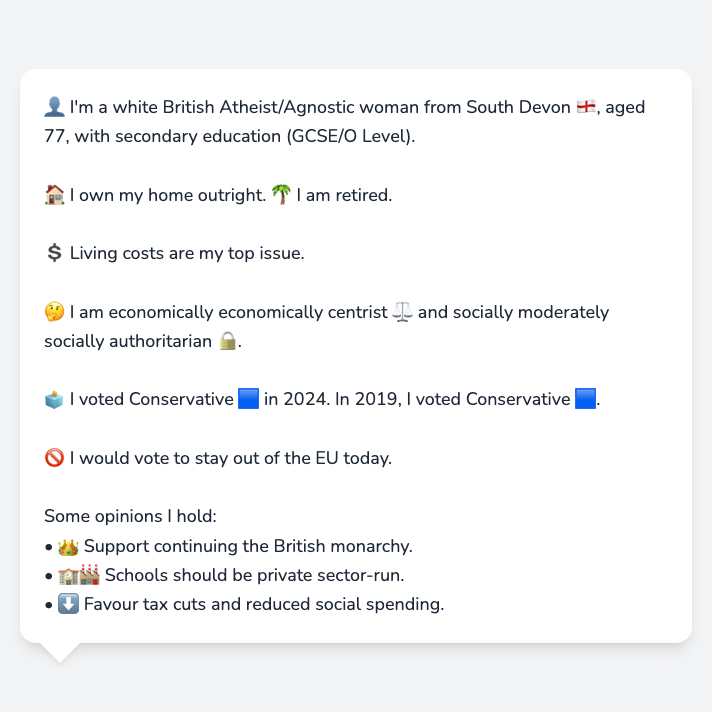 👤 I'm a white British Atheist/Agnostic woman from South Devon 🏴󠁧󠁢󠁥󠁮󠁧󠁿, aged
77, with secondary education (GCSE/O Level).
🏠 I own my home outright. 🌴 I am retired.
💲 Living costs are my top issue.
🤔 I am economically economically centrist ⚖️ and socially moderately
socially authoritarian 🔒.
🗳️ I voted Conservative 🟦 in 2024. In 2019, I voted Conservative 🟦.
🚫 I would vote to stay out of the EU today.
Some opinions I hold:
• 👑 Support continuing the British monarchy.
• 🏫🏭 Schools should be private sector-run.
• ⬇️ Favour tax cuts and reduced social spending.